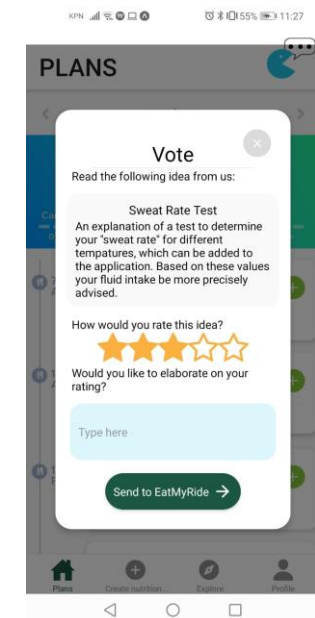 KPN 55% 11:27
PLANS
Vote
Read the following idea from us:
Sweat Rate Test
An explanation of a test to determine
your "sweat rate" for different
tempatures, which can be added to
the application. Based on these values
your fluid intake be more precisely
advised.
How would you rate this idea?
Would you like to elaborate on your
rating?
Type here
Send to EatMyRide →
Plans Create nutrition... Explore Profile